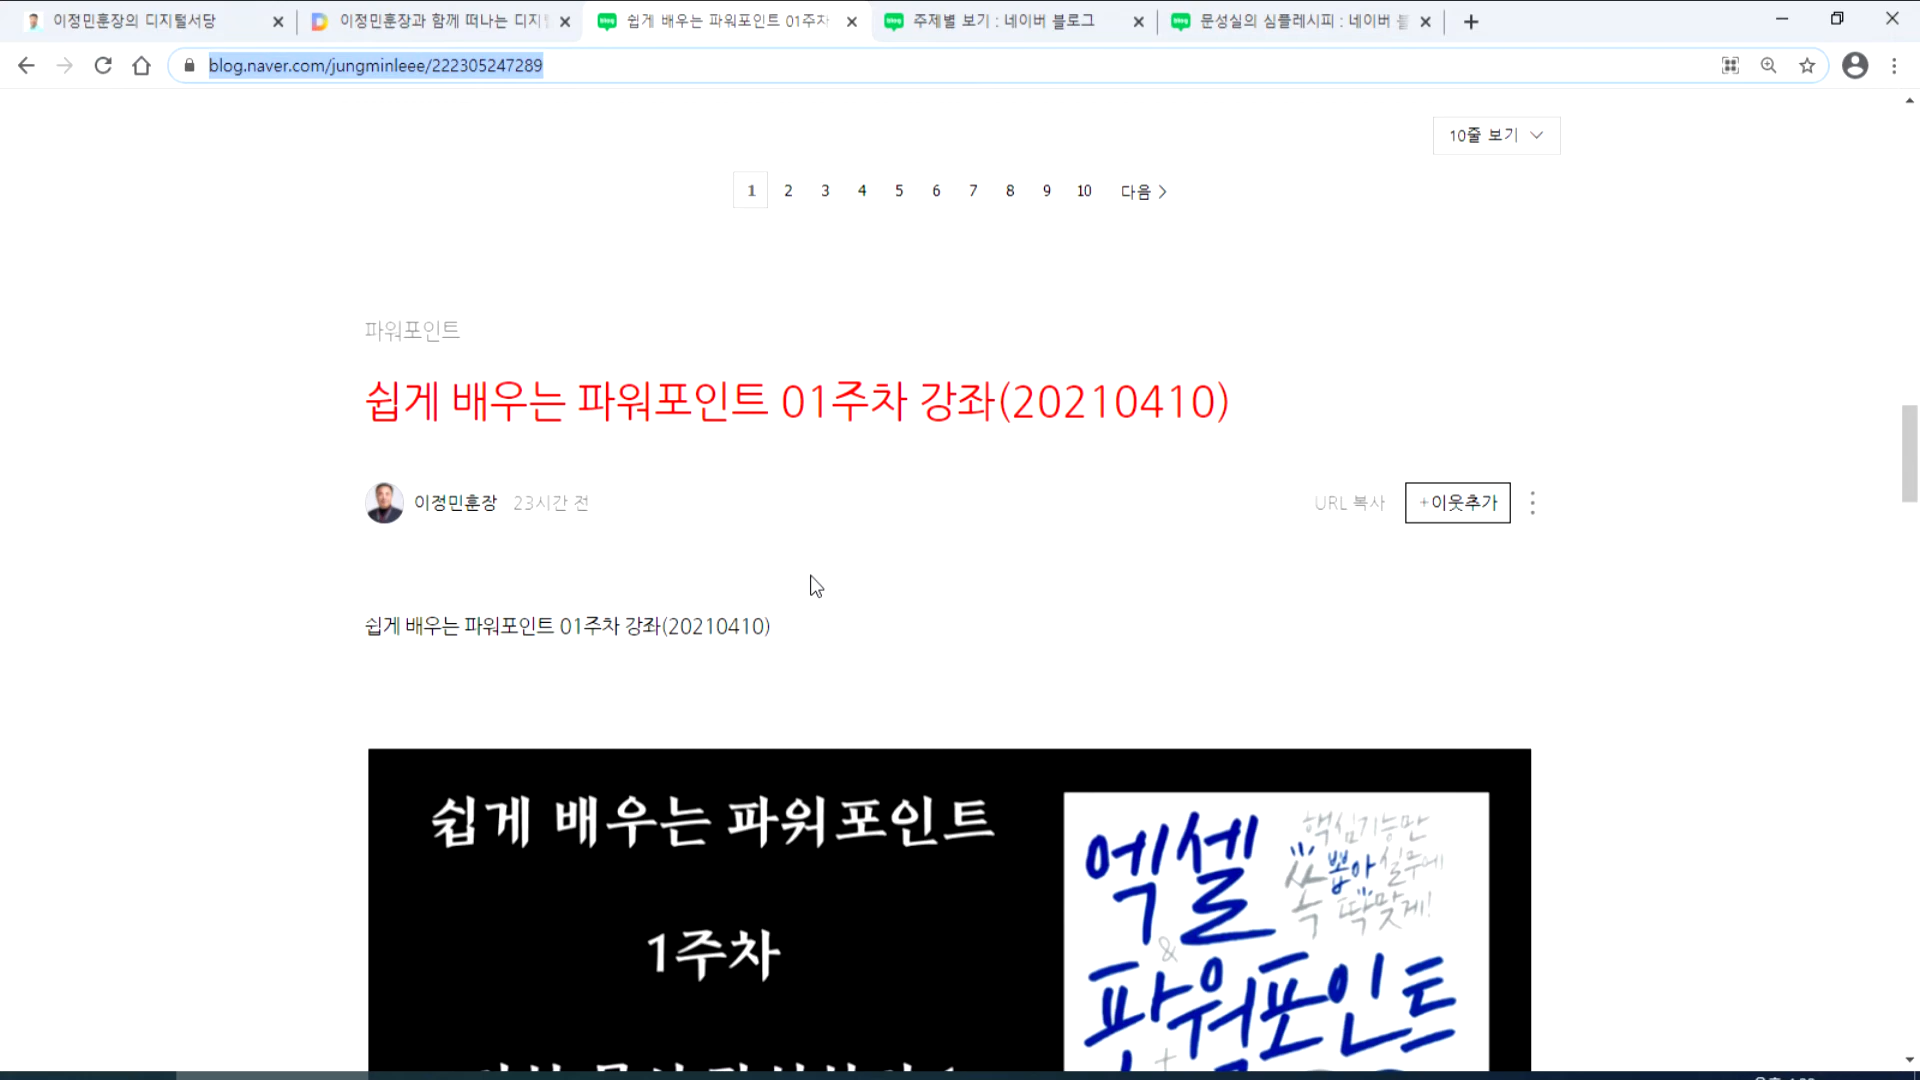 이정민훈장의 디지털서당
이정민훈장과 함께 떠나는 디지
쉽게 배우는 파워포인트 01주차
주제별 보기 : 네이버 블로그
문성실의 심플레시피 : 네이버 블
blog.naver.com/jungminleee/222305247289
10줄 보기
1 2 3 4 5 6 7 8 9 10 다음 >
파워포인트
쉽게 배우는 파워포인트 01주차 강좌(20210410)
이정민훈장 23시간 전
URL 복사 +이웃추가
쉽게 배우는 파워포인트 01주차 강좌(20210410)
쉽게 배우는 파워포인트
1주차
엑셀
핵심기능만
쏙 뽑아 실무에
딱맞게!
&
파워포인트
+